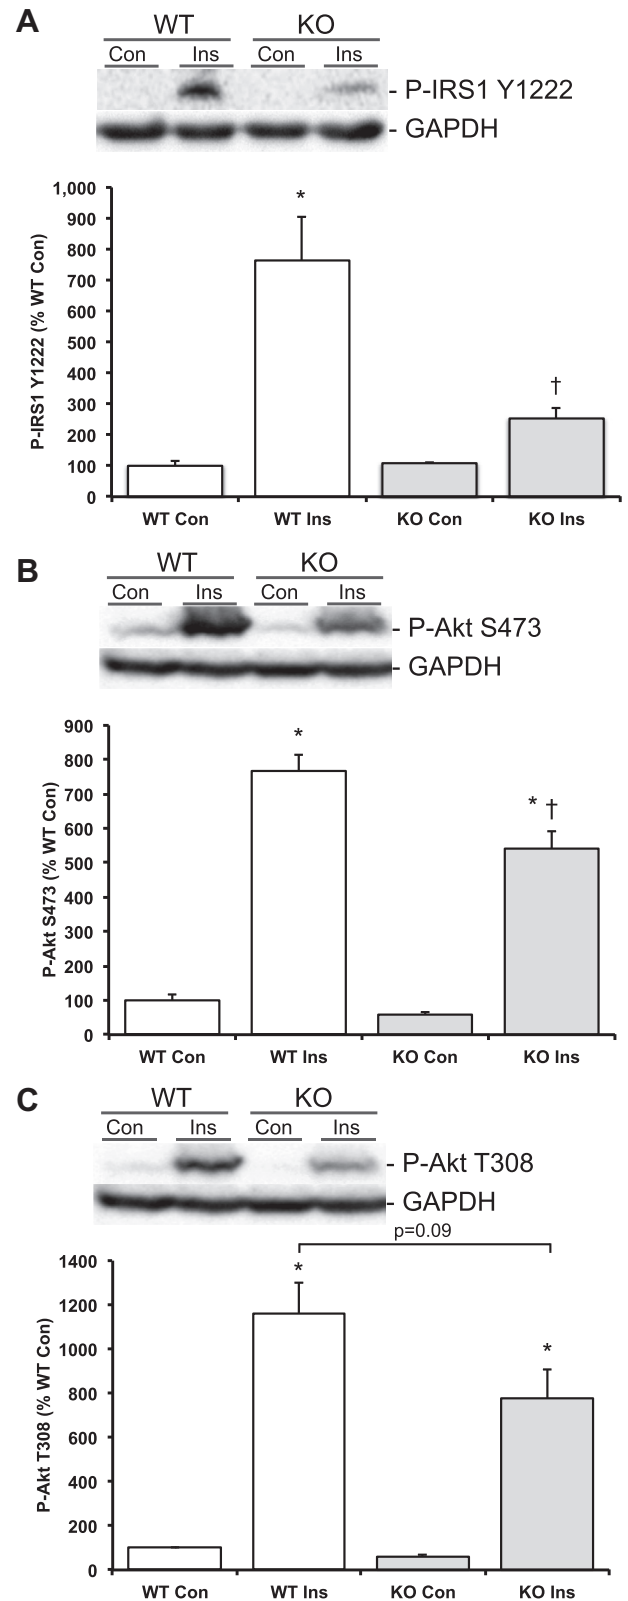 A
WT KO
Con Ins Con Ins
- P-IRS1 Y1222
- GAPDH
1,000
900
800
700
600
500
400
300
200
100
0
P-IRS1 Y1222 (% WT Con)
*
†
WT Con WT Ins KO Con KO Ins
B
WT KO
Con Ins Con Ins
- P-Akt S473
- GAPDH
900
800
700
600
500
400
300
200
100
0
P-Akt S473 (% WT Con)
*
* †
WT Con WT Ins KO Con KO Ins
C
WT KO
Con Ins Con Ins
- P-Akt T308
- GAPDH
p=0.09
1400
1200
1000
800
600
400
200
0
P-Akt T308 (% WT Con)
*
*
WT Con WT Ins KO Con KO Ins